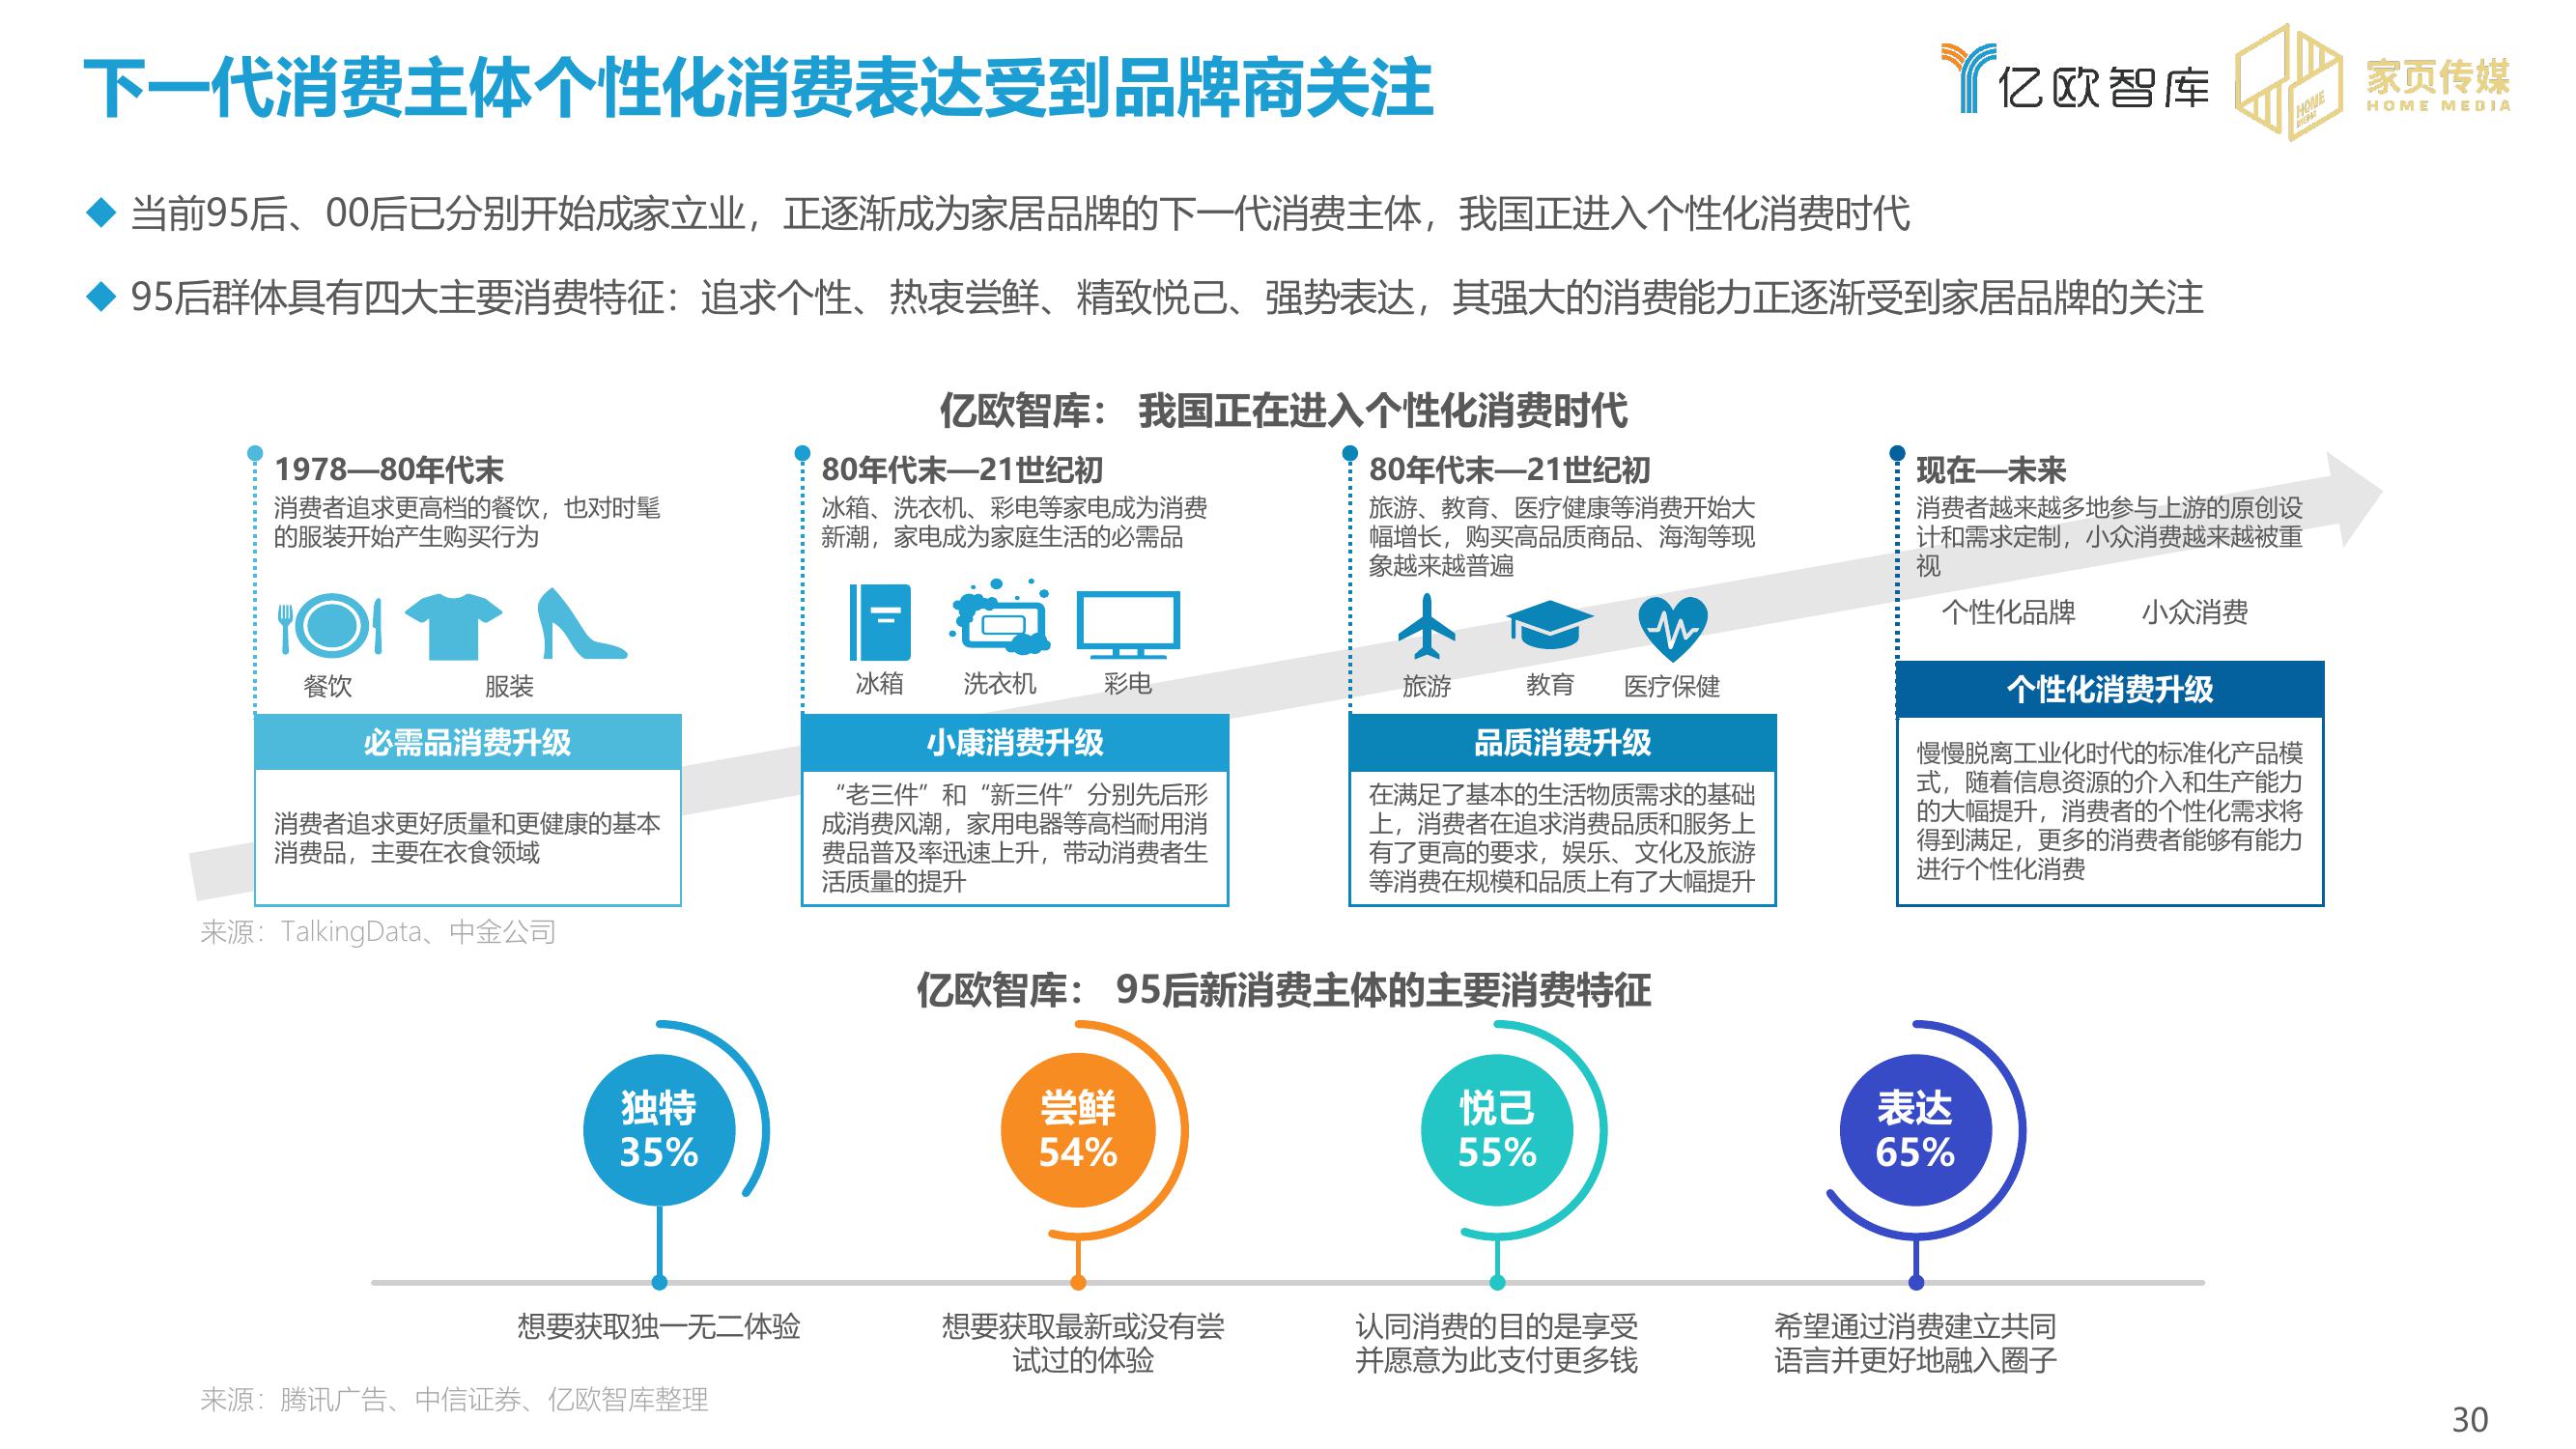 下一代消费主体个性化消费表达受到品牌商关注
亿欧智库
家页传媒
HOME MEDIA
当前95后、00后已分别开始成家立业，正逐渐成为家居品牌的下一代消费主体，我国正进入个性化消费时代
95后群体具有四大主要消费特征：追求个性、热衷尝鲜、精致悦己、强势表达，其强大的消费能力正逐渐受到家居品牌的关注
亿欧智库： 我国正在进入个性化消费时代
1978—80年代末
消费者追求更高档的餐饮，也对时髦
的服装开始产生购买行为
餐饮
服装
必需品消费升级
消费者追求更好质量和更健康的基本
消费品，主要在衣食领域
80年代末—21世纪初
冰箱、洗衣机、彩电等家电成为消费
新潮，家电成为家庭生活的必需品
冰箱
洗衣机
彩电
小康消费升级
“老三件”和“新三件”分别先后形
成消费风潮，家用电器等高档耐用消
费品普及率迅速上升，带动消费者生
活质量的提升
80年代末—21世纪初
旅游、教育、医疗健康等消费开始大
幅增长，购买高品质商品、海淘等现
象越来越普遍
旅游
教育
医疗保健
品质消费升级
在满足了基本的生活物质需求的基础
上，消费者在追求消费品质和服务上
有了更高的要求，娱乐、文化及旅游
等消费在规模和品质上有了大幅提升
现在—未来
消费者越来越多地参与上游的原创设
计和需求定制，小众消费越来越被重
视
个性化品牌
小众消费
个性化消费升级
慢慢脱离工业化时代的标准化产品模
式，随着信息资源的介入和生产能力
的大幅提升，消费者的个性化需求将
得到满足，更多的消费者能够有能力
进行个性化消费
来源：TalkingData、中金公司
亿欧智库： 95后新消费主体的主要消费特征
独特
35%
想要获取独一无二体验
尝鲜
54%
想要获取最新或没有尝
试过的体验
悦己
55%
认同消费的目的是享受
并愿意为此支付更多钱
表达
65%
希望通过消费建立共同
语言并更好地融入圈子
来源：腾讯广告、中信证券、亿欧智库整理
30